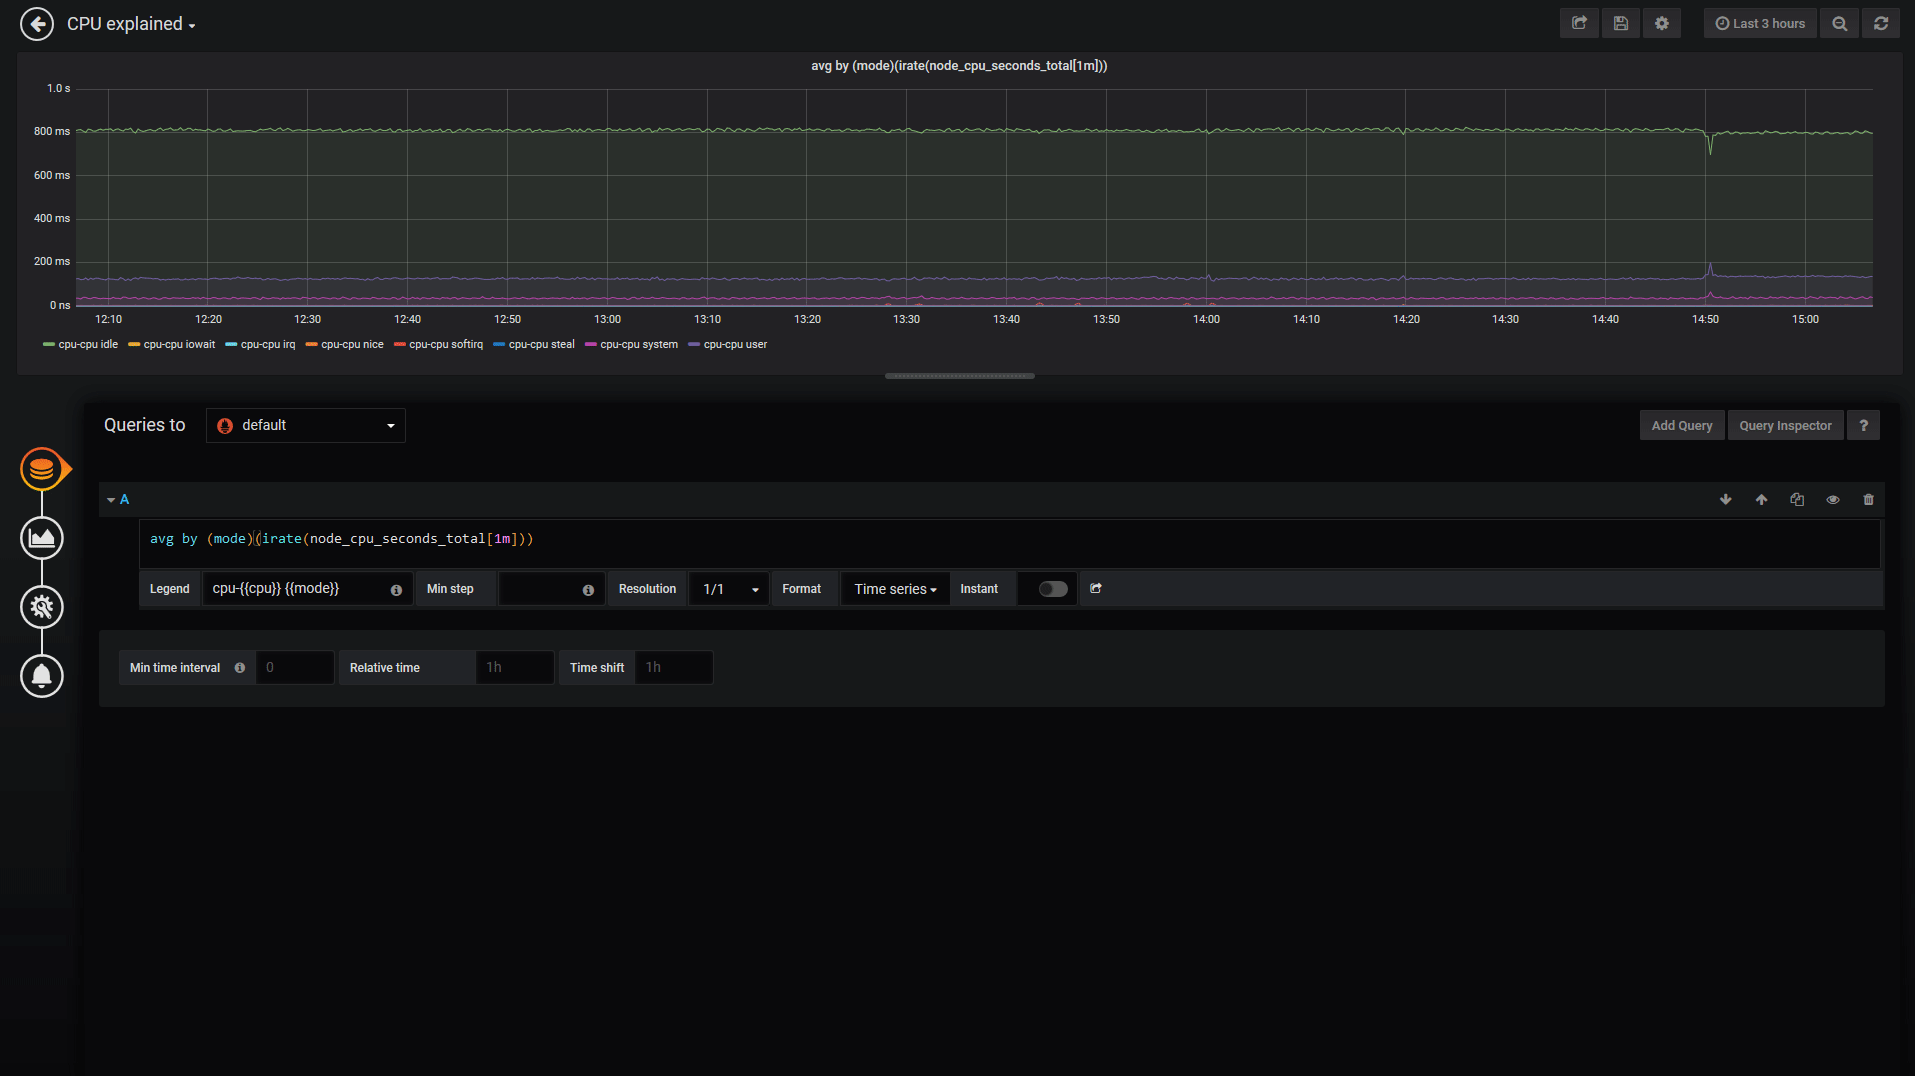 CPU explained
Last 3 hours
avg by (mode)(irate(node_cpu_seconds_total[1m]))
1.0 s
800 ms
600 ms
400 ms
200 ms
0 ns
12:10 12:20 12:30 12:40 12:50 13:00 13:10 13:20 13:30 13:40 13:50 14:00 14:10 14:20 14:30 14:40 14:50 15:00
cpu-cpu idle cpu-cpu iowait cpu-cpu irq cpu-cpu nice cpu-cpu softirq cpu-cpu steal cpu-cpu system cpu-cpu user
Queries to default Add Query Query Inspector ?
A
avg by (mode)(irate(node_cpu_seconds_total[1m]))
Legend cpu-{{cpu}} {{mode}} Min step Resolution 1/1 Format Time series Instant
Min time interval 0 Relative time 1h Time shift 1h